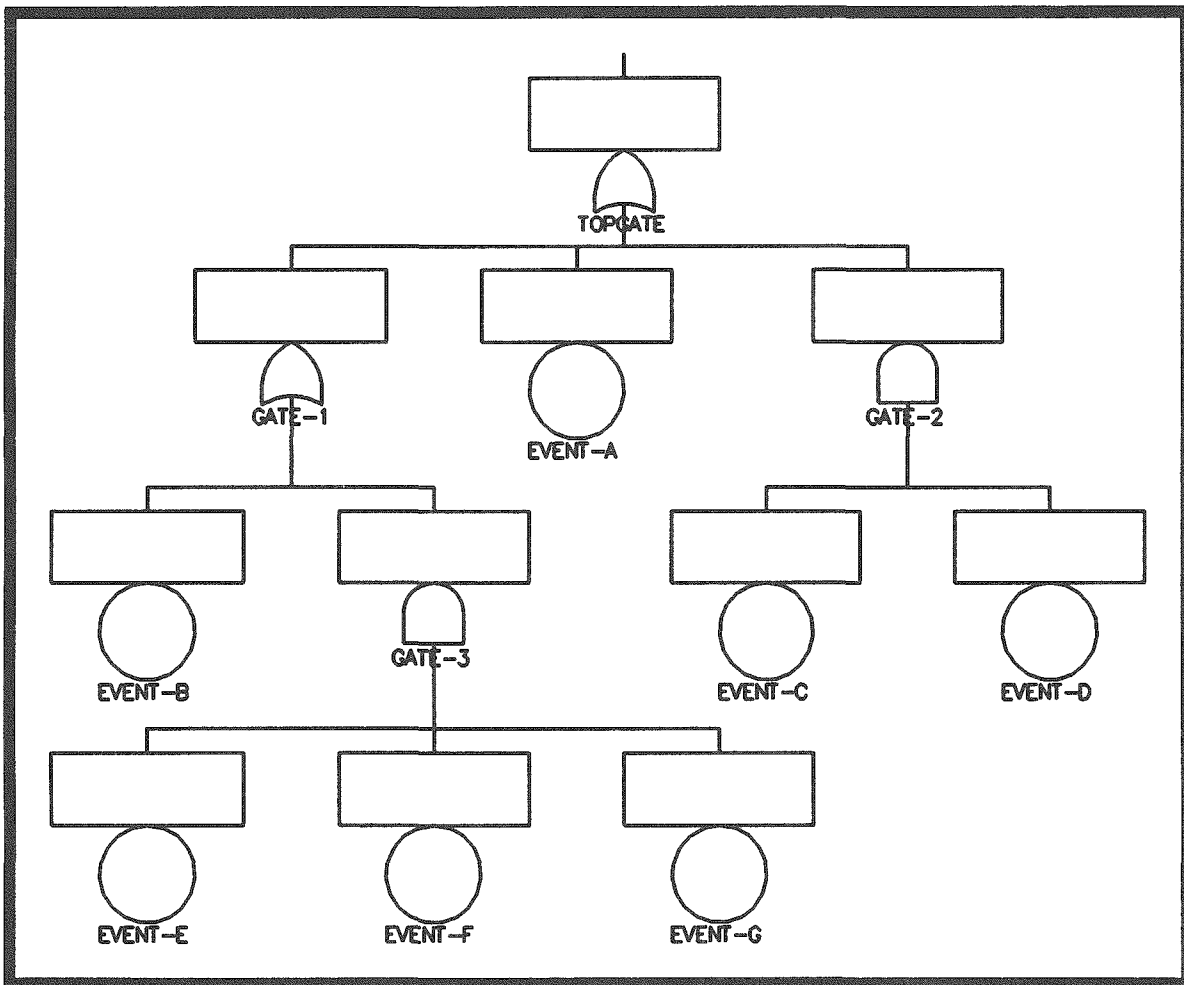 TOPGATE
GATE-1
EVENT-A
GATE-2
EVENT-B
GATE-3
EVENT-C
EVENT-D
EVENT-E
EVENT-F
EVENT-G